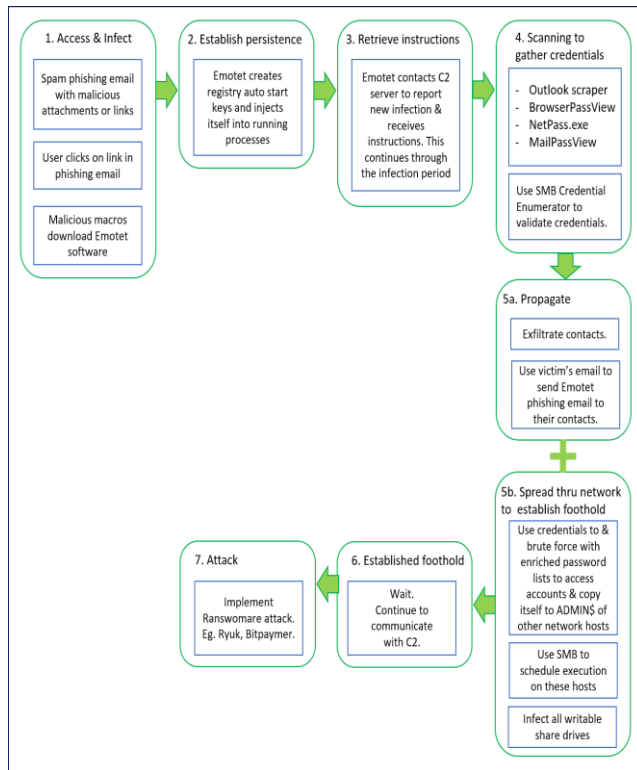 1. Access & Infect
Spam phishing email
with malicious
attachments or links
User clicks on link in
phishing email
Malicious macros
download Emotet
software
2. Establish persistence
Emotet creates
registry auto start
keys and injects
itself into running
processes
3. Retrieve instructions
Emotet contacts C2
server to report
new infection &
receives
instructions. This
continues through
the infection period
4. Scanning to
gather credentials
- Outlook scraper
- BrowserPassView
- NetPass.exe
- MailPassView
Use SMB Credential
Enumerator to
validate credentials.
5a. Propagate
Exfiltrate contacts.
Use victim's email to
send Emotet
phishing email to
their contacts.
5b. Spread thru network
to establish foothold
Use credentials to &
brute force with
enriched password
lists to access
accounts & copy
itself to ADMIN$ of
other network hosts
Use SMB to
schedule execution
on these hosts
Infect all writable
share drives
6. Established foothold
Wait.
Continue to
communicate
with C2.
7. Attack
Implement
Ranswomare attack.
Eg. Ryuk, Bitpaymer.